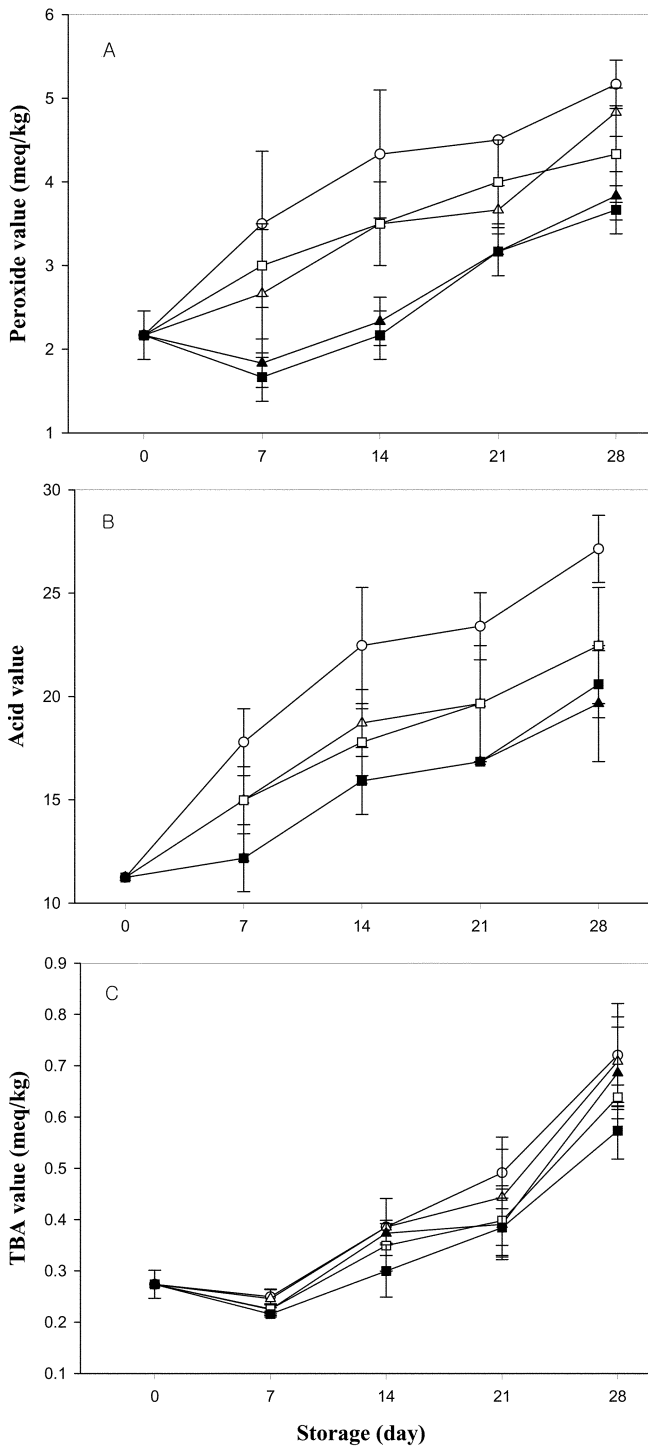 A
Peroxide value (meq/kg)
6
5
4
3
2
1
0 7 14 21 28
B
Acid value
30
25
20
15
10
0 7 14 21 28
C
TBA value (meq/kg)
0.9
0.8
0.7
0.6
0.5
0.4
0.3
0.2
0.1
0 7 14 21 28
Storage (day)